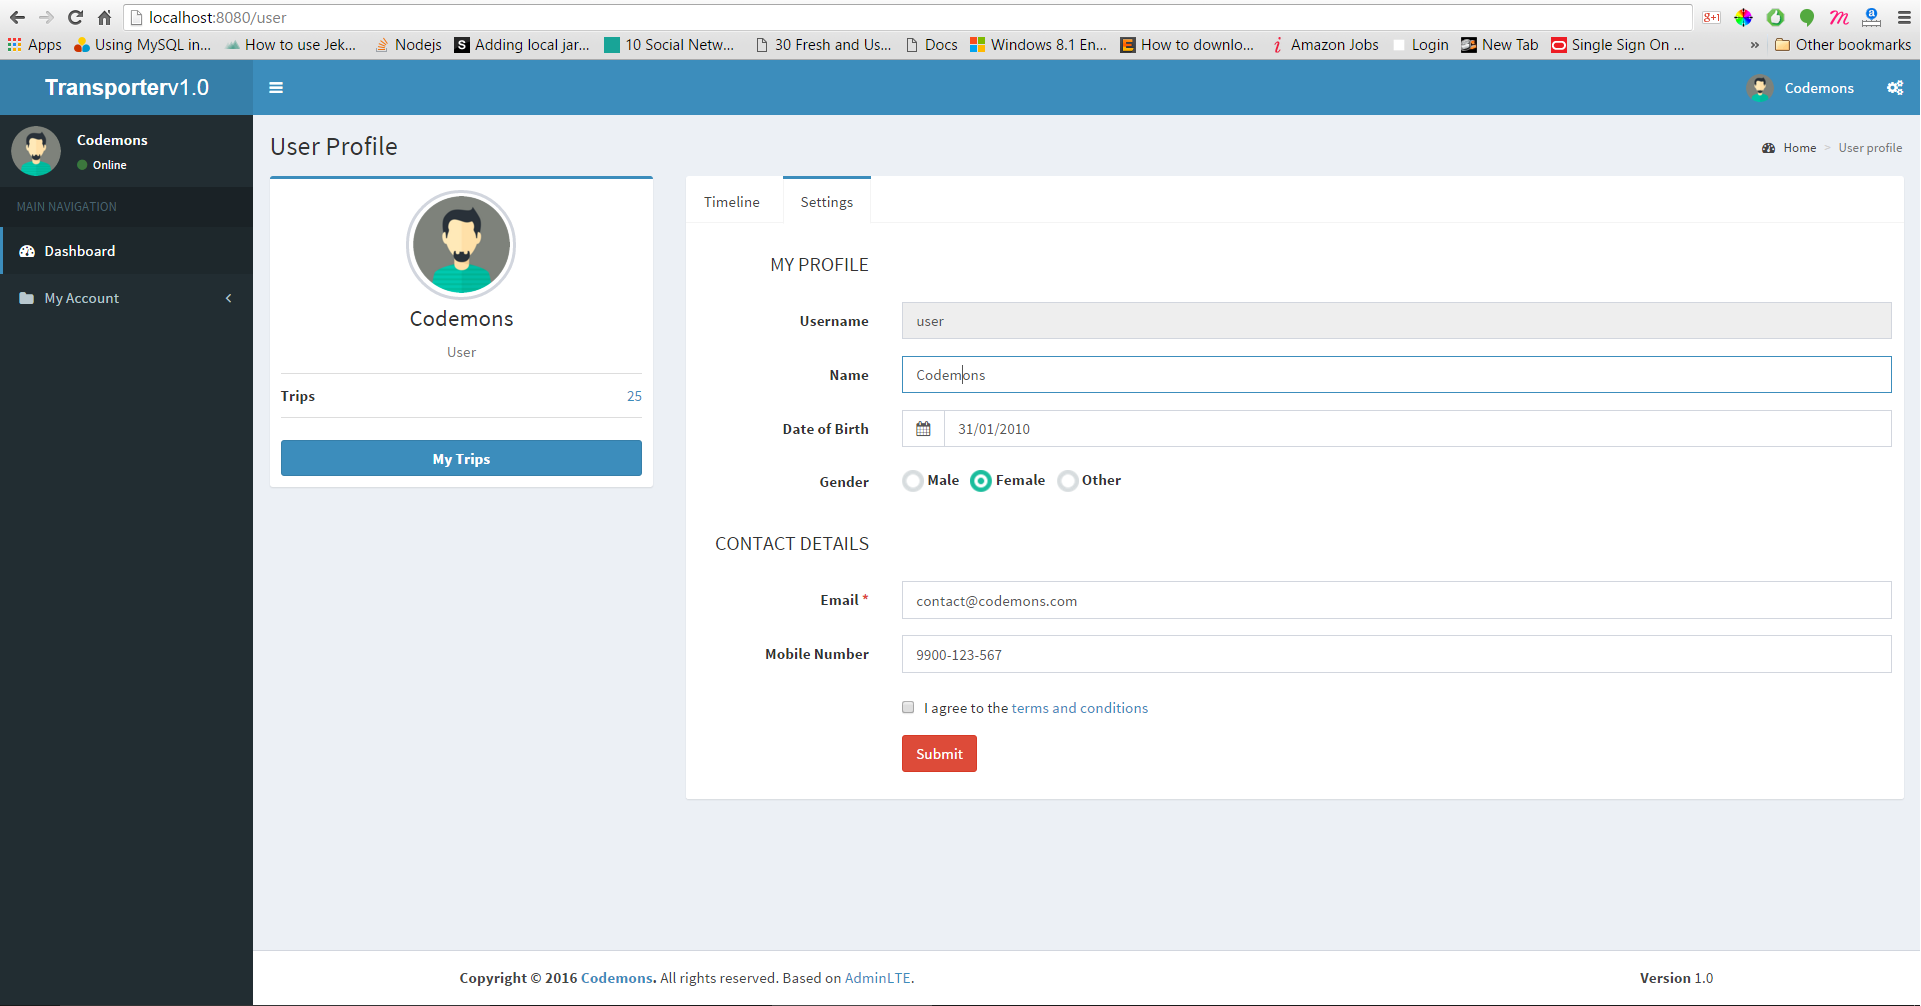 localhost:8080/user
g+1
a
Apps Using MySQL in... How to use Jek... Nodejs S Adding local jar... 10 Social Netw... 30 Fresh and Us... Docs Windows 8.1 En... E How to downlo... i Amazon Jobs Login New Tab Single Sign On ... » Other bookmarks
Transporterv1.0
Codemons
Codemons
Online
MAIN NAVIGATION
Dashboard
My Account
User Profile
Home > User profile
Codemons
User
Trips 25
My Trips
Timeline Settings
MY PROFILE
Username user
Name Codemons
Date of Birth 31/01/2010
Gender Male Female Other
CONTACT DETAILS
Email * contact@codemons.com
Mobile Number 9900-123-567
I agree to the terms and conditions
Submit
Copyright © 2016 Codemons. All rights reserved. Based on AdminLTE.
Version 1.0